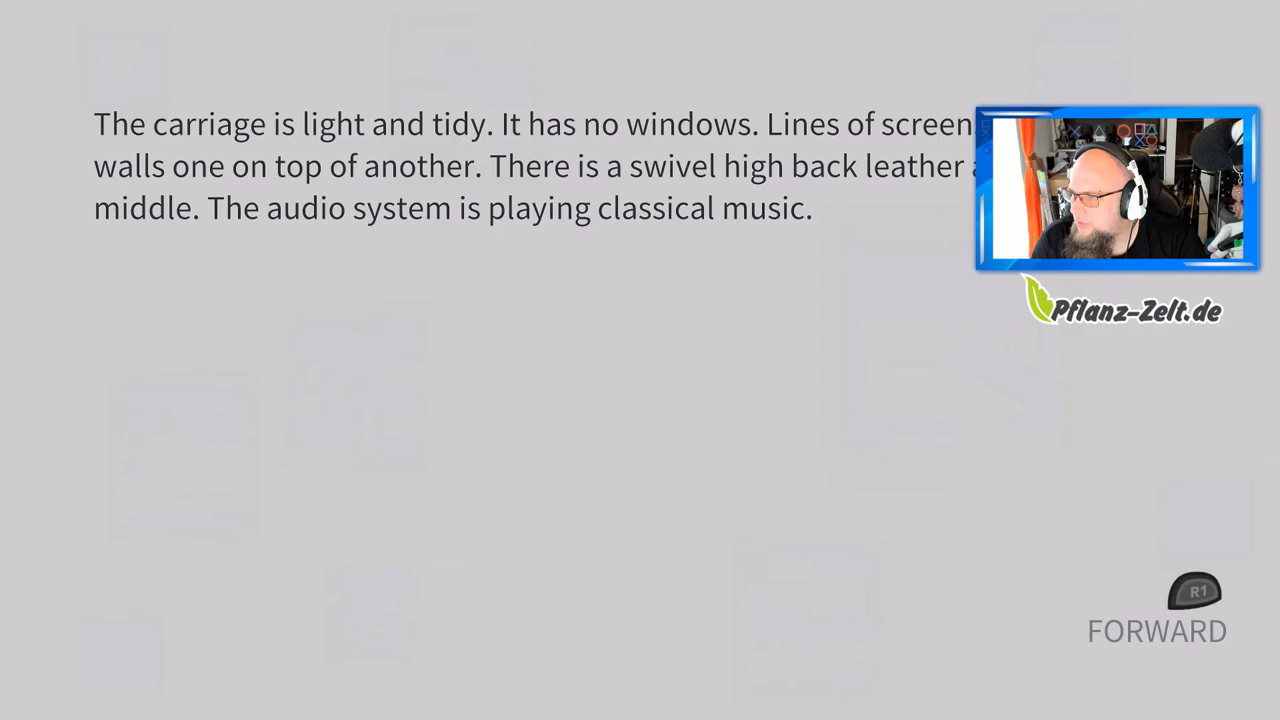 The carriage is light and tidy. It has no windows. Lines of
walls one on top of another. There is a swivel high back leather
middle. The audio system is playing classical music.
Pflanz-Zelt.de
R1
FORWARD